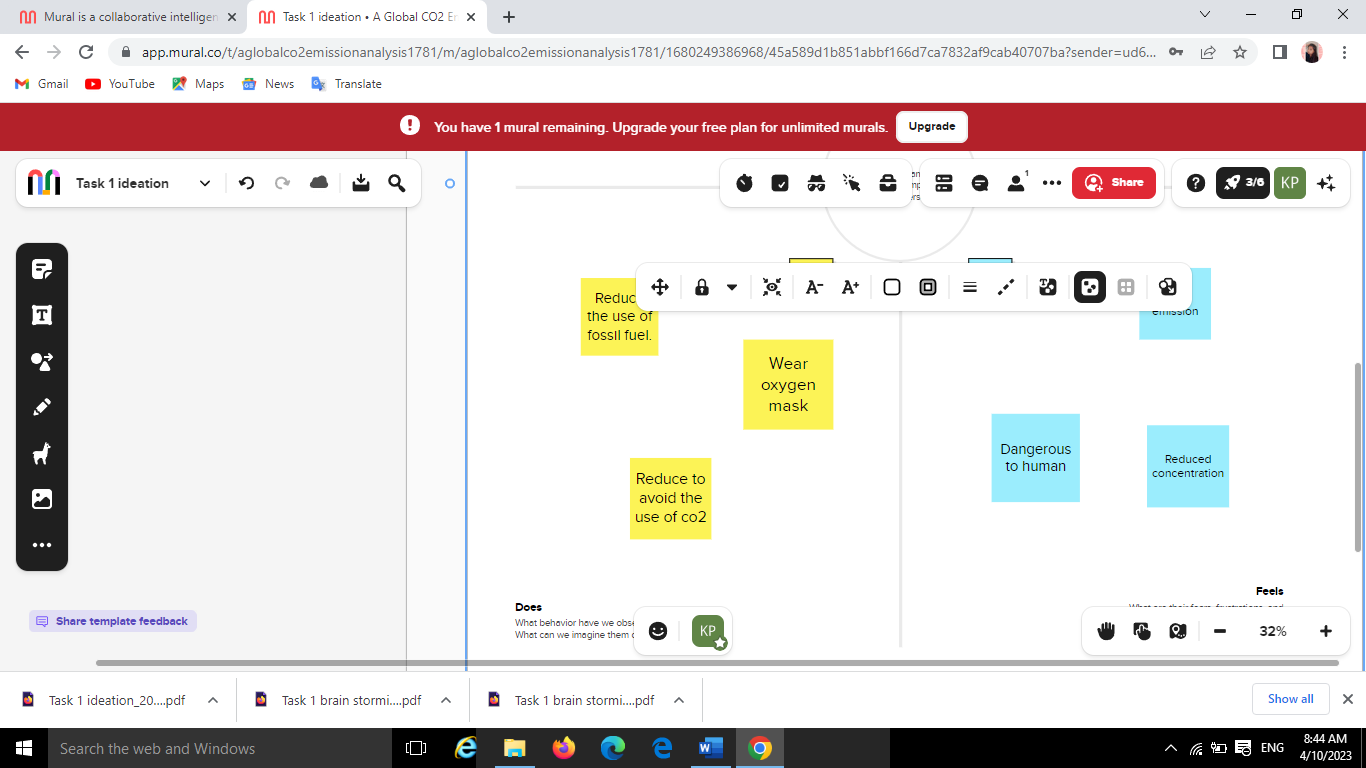 Mural is a collaborative intelligen
Task 1 ideation • A Global CO2 Er
app.mural.co/t/aglobalco2emissionanalysis1781/m/aglobalco2emissionanalysis1781/1680249386968/45a589d1b851abbf166d7ca7832af9cab40707ba?sender=ud6...
Gmail YouTube Maps News Translate
You have 1 mural remaining. Upgrade your free plan for unlimited murals. Upgrade
Task 1 ideation
1
Share
3/6
KP
A- A+
Reduce
the use of
fossil fuel.
emission
Wear
oxygen
mask
Dangerous
to human
Reduced
concentration
Reduce to
avoid the
use of co2
Does
What behavior have we obse
What can we imagine them
Feels
What are their fears, frustrations, and
Share template feedback
KP
32%
Task 1 ideation_20....pdf
Task 1 brain stormi....pdf
Task 1 brain stormi....pdf
Show all
Search the web and Windows
ENG
8:44 AM
4/10/2023